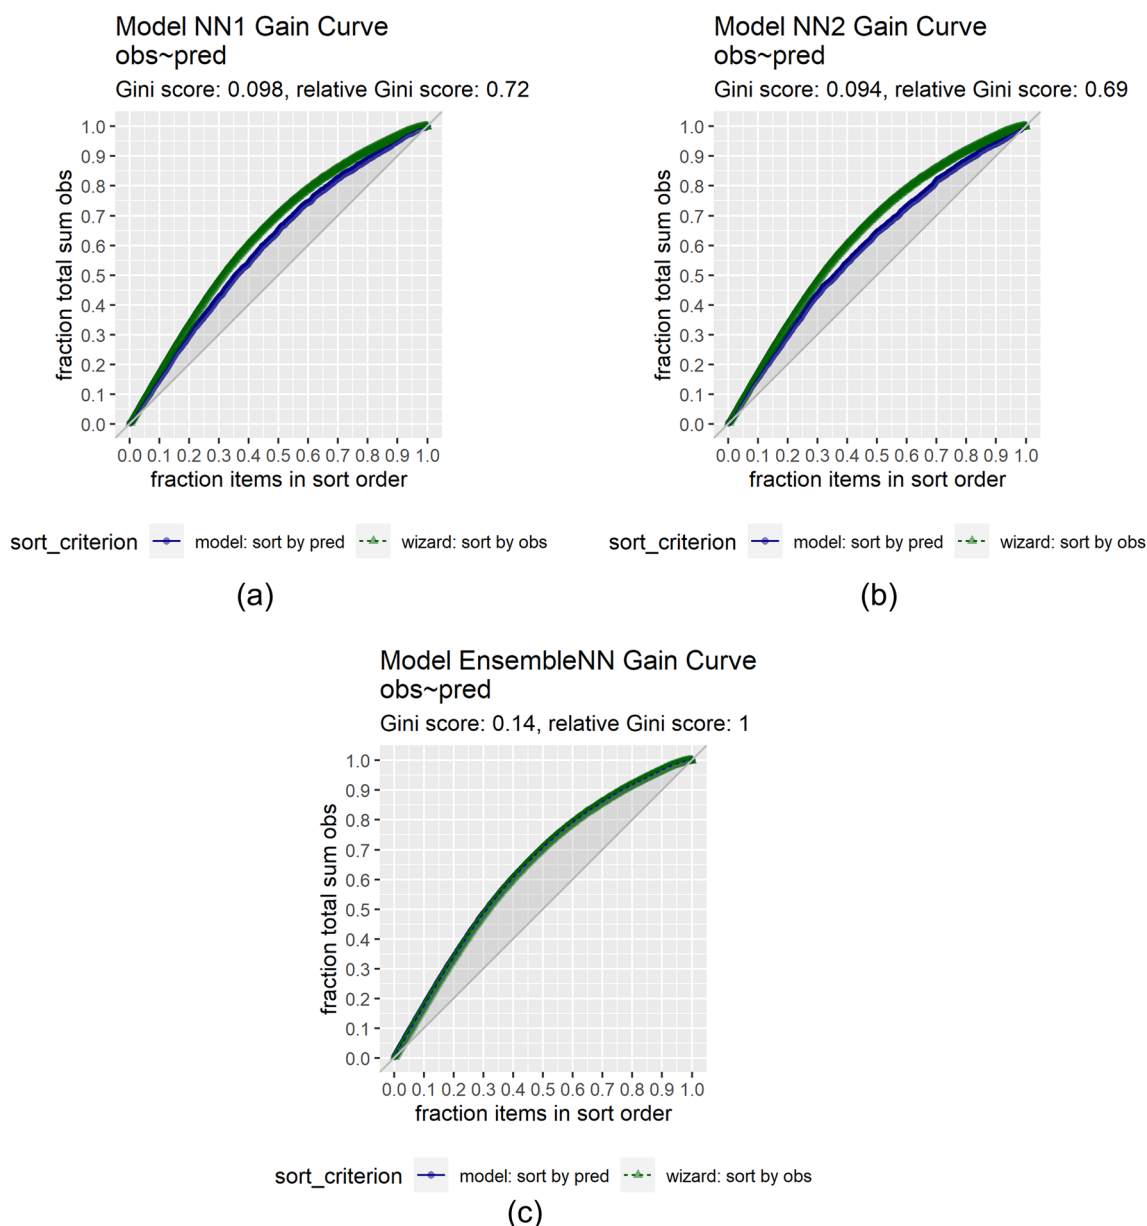 Model NN1 Gain Curve
obs~pred
Gini score: 0.098, relative Gini score: 0.72
fraction total sum obs
1.0
0.9
0.8
0.7
0.6
0.5
0.4
0.3
0.2
0.1
0.0
0.0 0.1 0.2 0.3 0.4 0.5 0.6 0.7 0.8 0.9 1.0
fraction items in sort order
sort_criterion model: sort by pred wizard: sort by obs
(a)
Model NN2 Gain Curve
obs~pred
Gini score: 0.094, relative Gini score: 0.69
fraction total sum obs
1.0
0.9
0.8
0.7
0.6
0.5
0.4
0.3
0.2
0.1
0.0
0.0 0.1 0.2 0.3 0.4 0.5 0.6 0.7 0.8 0.9 1.0
fraction items in sort order
sort_criterion model: sort by pred wizard: sort by obs
(b)
Model EnsembleNN Gain Curve
obs~pred
Gini score: 0.14, relative Gini score: 1
fraction total sum obs
1.0
0.9
0.8
0.7
0.6
0.5
0.4
0.3
0.2
0.1
0.0
0.0 0.1 0.2 0.3 0.4 0.5 0.6 0.7 0.8 0.9 1.0
fraction items in sort order
sort_criterion model: sort by pred wizard: sort by obs
(c)